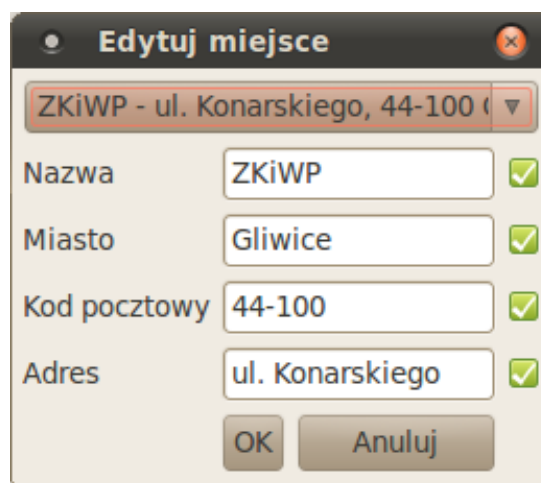 Edytuj miejsce
ZKiWP - ul. Konarskiego, 44-100
Nazwa ZKiWP
Miasto Gliwice
Kod pocztowy 44-100
Adres ul. Konarskiego
OK Anuluj